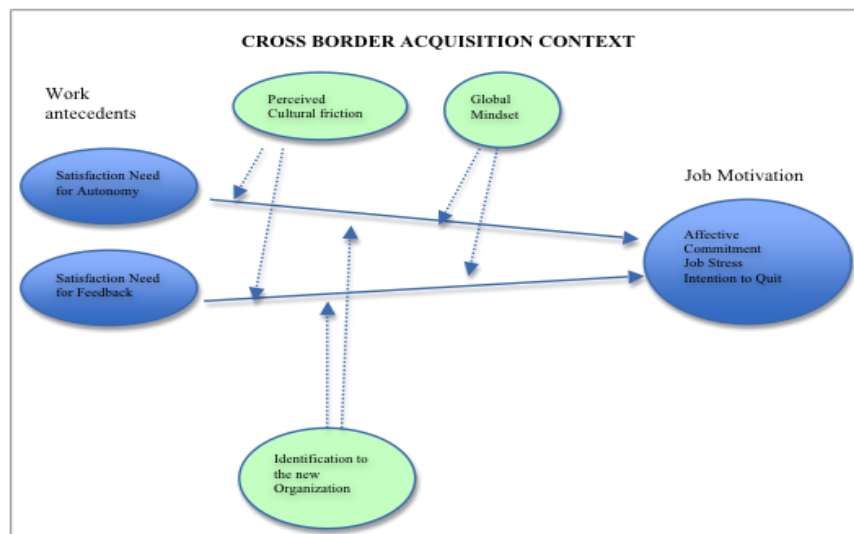 CROSS BORDER ACQUISITION CONTEXT
Work
antecedents
Perceived
Cultural friction
Global
Mindset
Satisfaction Need
for Autonomy
Job Motivation
Affective
Commitment
Job Stress
Intention to Quit
Satisfaction Need
for Feedback
Identification to
the new
Organization